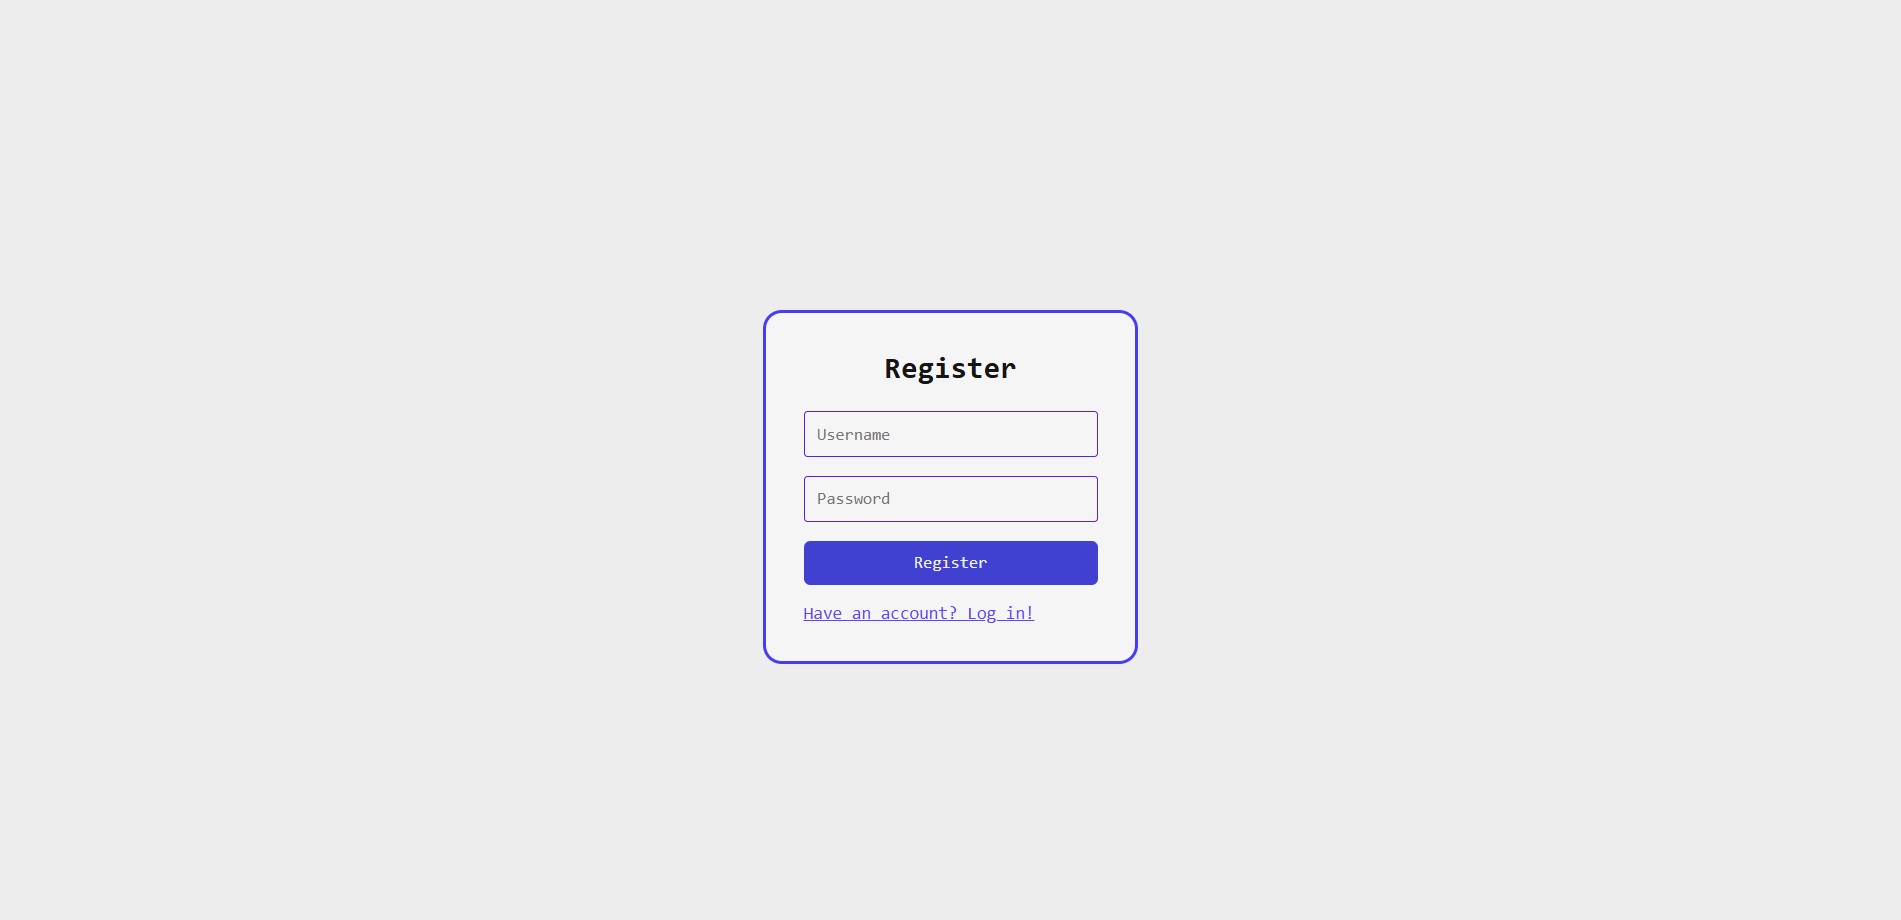 Register
Username
Password
Register
Have an account? Log in!